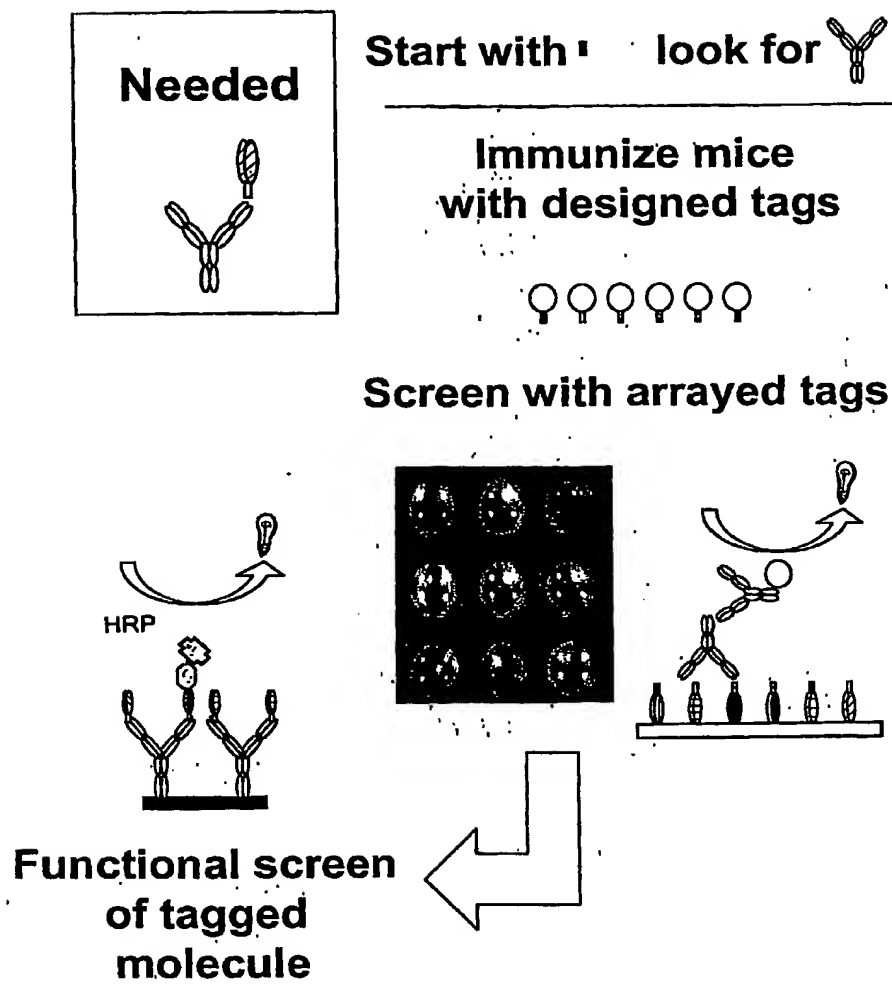 Needed
Start with look for
Immunize mice
with designed tags
Screen with arrayed tags
HRP
Functional screen
of tagged
molecule